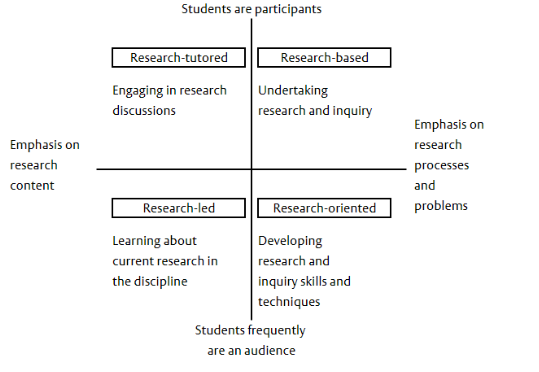 Students are participants
Research-tutored
Research-based
Engaging in research
discussions
Undertaking
research and inquiry
Emphasis on
research
content
Emphasis on
research
processes
and
problems
Research-led
Research-oriented
Learning about
current research in
the discipline
Developing
research and
inquiry skills and
techniques
Students frequently
are an audience